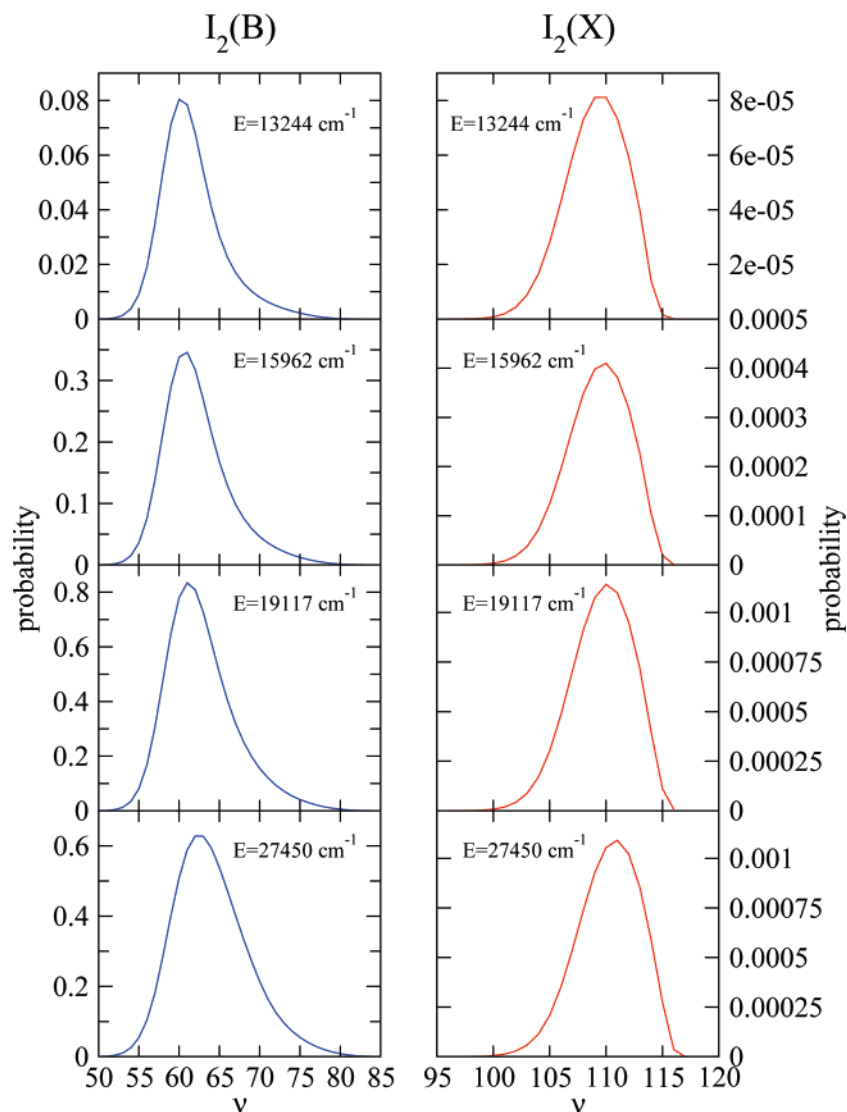 I2(B)
I2(X)
0.08
0.06
0.04
0.02
0
E=13244 cm-1
E=13244 cm-1
8e-05
6e-05
4e-05
2e-05
0.0005
0.3
0.2
0.1
0
E=15962 cm-1
E=15962 cm-1
0.0004
0.0003
0.0002
0.0001
0
probability
probability
0.8
0.6
0.4
0.2
0
E=19117 cm-1
E=19117 cm-1
0.001
0.00075
0.0005
0.00025
0
0.6
0.4
0.2
0
E=27450 cm-1
E=27450 cm-1
0.001
0.00075
0.0005
0.00025
0
50 55 60 65 70 75 80 85
95 100 105 110 115 120
ν
ν